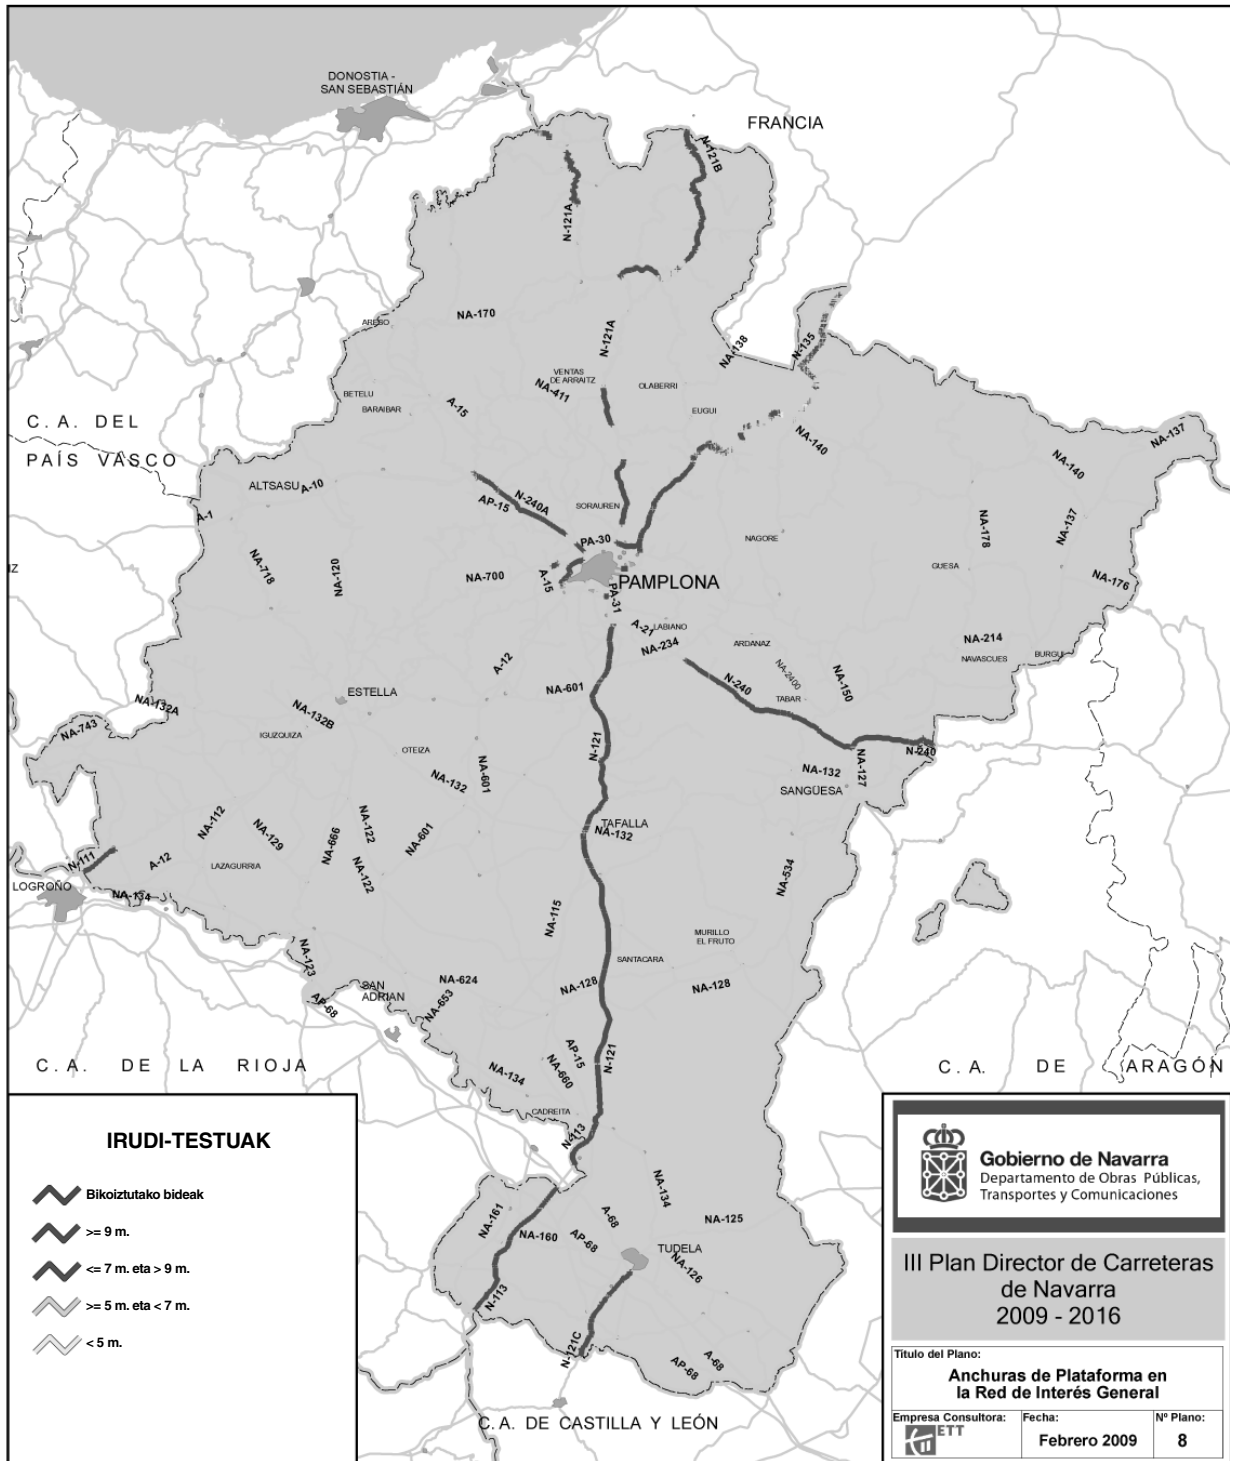 DONOSTIA -
SAN SEBASTIÁN
FRANCIA
N-121B
N-121A
NA-170
ARESO
N-121A
NA-138
N-135
VENTAS
DE ARRAITZ
NA-411
OLABERRI
BETELU
BARAIBAR
A-15
EUGUI
C. A. DEL
PAÍS VASCO
NA-140
NA-137
NA-140
ALTSASU
A-10
AP-15
N-240A
SORAUREN
A-1
NA-178
NA-137
PA-30
NAGORE
NA-718
NA-120
NA-700
A-15
PAMPLONA
PA-31
GUESA
NA-176
IZ
A-21
LABIANO
NA-234
ARDANAZ
NA-214
NAVASCUES
BURGUI
A-12
NA-601
N-240
NA-2400
TABAR
NA-150
ESTELLA
NA-132A
NA-132B
NA-743
IGUZQUIZA
OTEIZA
N-121
N-240
NA-132
NA-601
NA-132
NA-127
SANGÜESA
NA-112
NA-129
NA-666
NA-122
NA-601
TAFALLA
NA-132
N-111
A-12
LAZAGURRIA
NA-122
NA-534
LOGROÑO
NA-134
NA-115
MURILLO
EL FRUTO
NA-123
SANTACARA
NA-624
SAN
ADRIAN
NA-653
NA-128
NA-128
AP-68
AP-15
NA-660
N-121
C. A. DE LA RIOJA
NA-134
C. A. DE ARAGÓN
CADREITA
N-113
NA-161
NA-160
NA-134
A-68
AP-68
NA-125
TUDELA
NA-126
N-113
N-121C
AP-68
A-68
C. A. DE CASTILLA Y LEÓN
IRUDI-TESTUAK
Bikoiztutako bideak
>= 9 m.
<= 7 m. eta > 9 m.
>= 5 m. eta < 7 m.
< 5 m.
Gobierno de Navarra
Departamento de Obras Públicas,
Transportes y Comunicaciones
III Plan Director de Carreteras
de Navarra
2009 - 2016
Titulo del Plano:
Anchuras de Plataforma en
la Red de Interés General
Empresa Consultora:
ETT
Fecha:
Febrero 2009
Nº Plano:
8